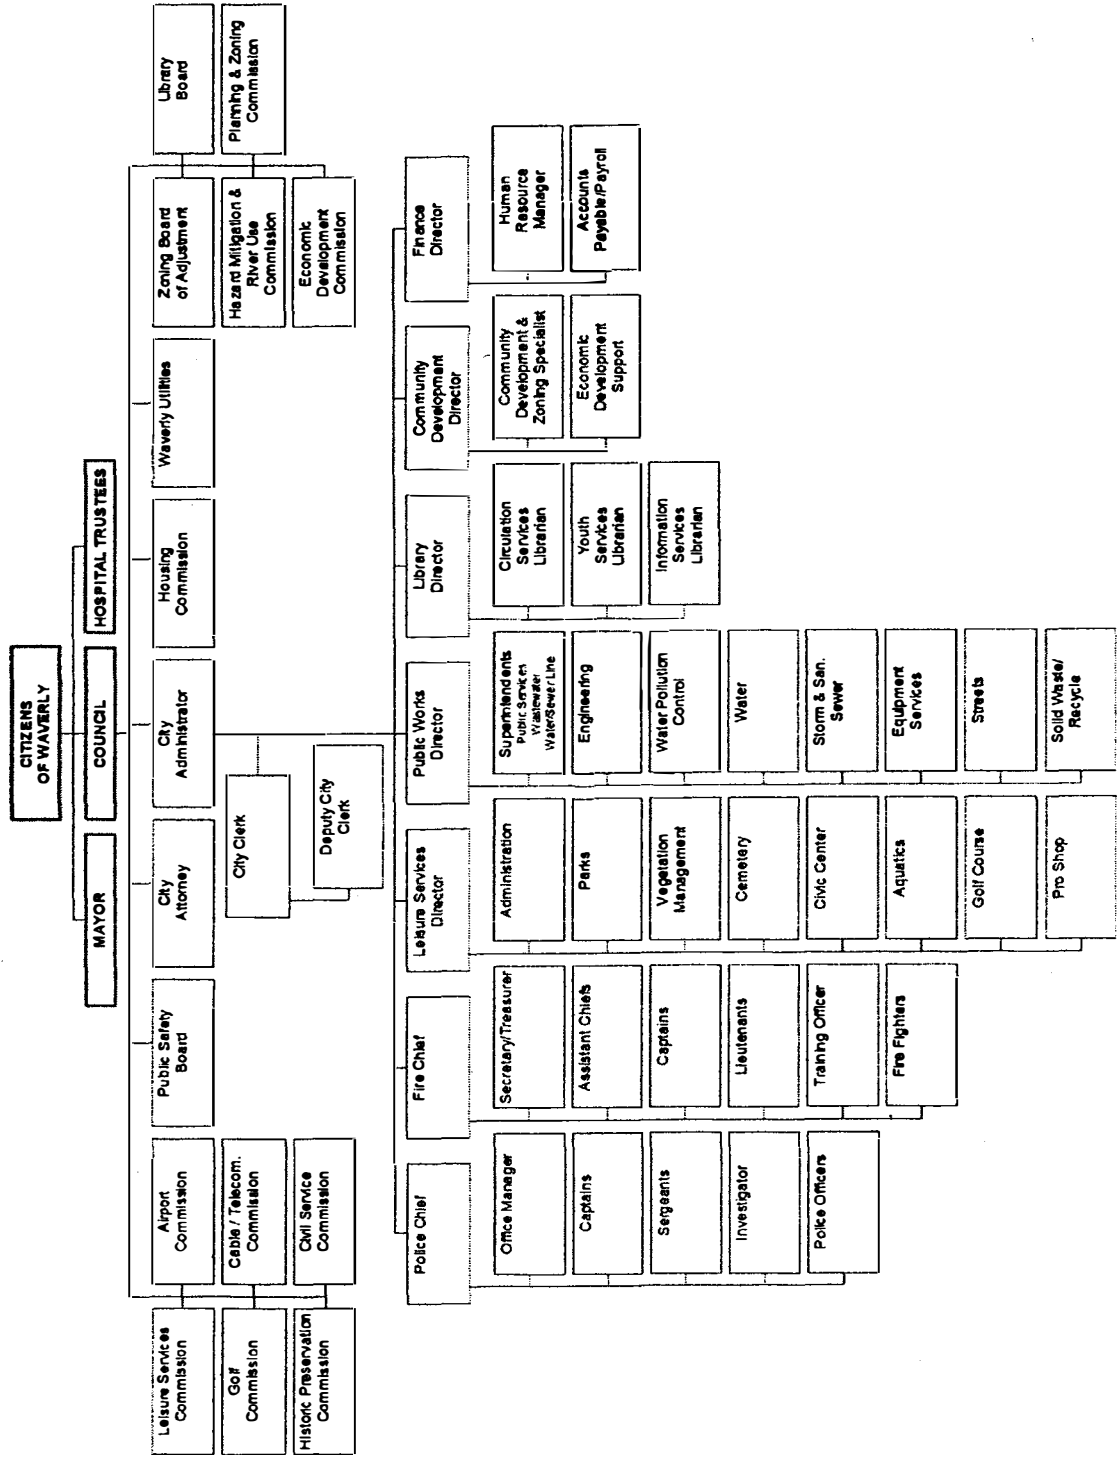 CITIZENS
OF WAVERLY
MAYOR
COUNCIL
HOSPITAL TRUSTEES
Leisure Services
Commission
Airport
Commission
Golf
Commission
Cable / Telecom.
Commission
Historic Preservation
Commission
Civil Service
Commission
Public Safety
Board
City
Attorney
City
Administrator
Housing
Commission
Waverly Utilities
Zoning Board
of Adjustment
Library
Board
Hazard Mitigation &
River Use
Commission
Planning & Zoning
Commission
Economic
Development
Commission
City Clerk
Deputy City
Clerk
Police Chief
Office Manager
Captains
Sergeants
Investigator
Police Officers
Fire Chief
Secretary/Treasurer
Assistant Chiefs
Captains
Lieutenants
Training Officer
Fire Fighters
Leisure Services
Director
Administration
Parks
Vegetation
Management
Cemetery
Civic Center
Aquatics
Golf Course
Pro Shop
Public Works
Director
Superintendents
Public Services
Wastewater
Water/Sewer Line
Engineering
Water Pollution
Control
Water
Storm & San.
Sewer
Equipment
Services
Streets
Solid Waste/
Recycle
Library
Director
Circulation
Services
Librarian
Youth
Services
Librarian
Information
Services
Librarian
Community
Development
Director
Community
Development &
Zoning Specialist
Economic
Development
Support
Finance
Director
Human
Resource
Manager
Accounts
Payable/Payroll